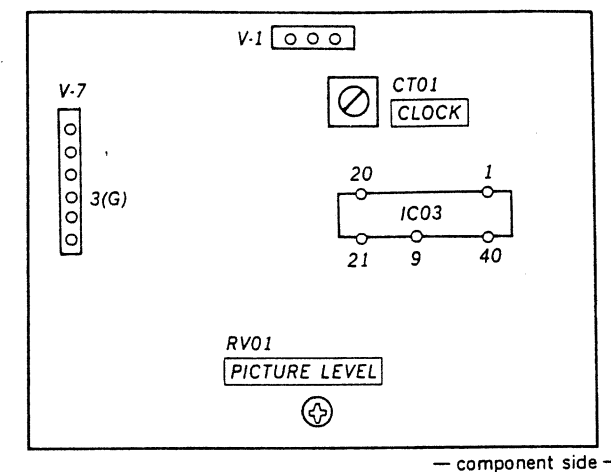 V-1
CT01
V-7
CLOCK
20 1
3(G)
IC03
21 9 40
RV01
PICTURE LEVEL
— component side —